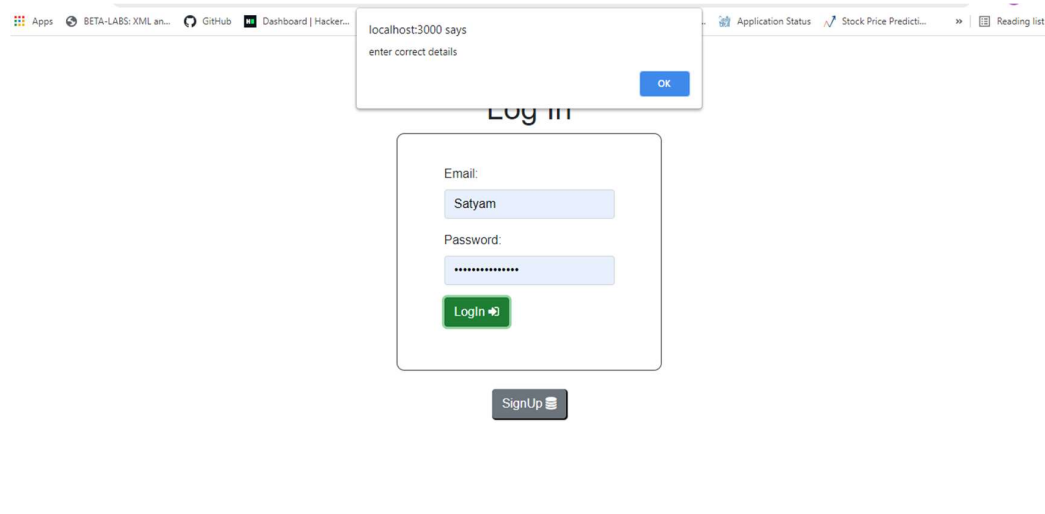 Apps BETA-LABS: XML an... GitHub Dashboard | Hacker... Application Status Stock Price Predicti... » Reading list
localhost:3000 says
enter correct details
OK
Log In
Email:
Satyam
Password:
•••••••••••••••
LogIn
SignUp